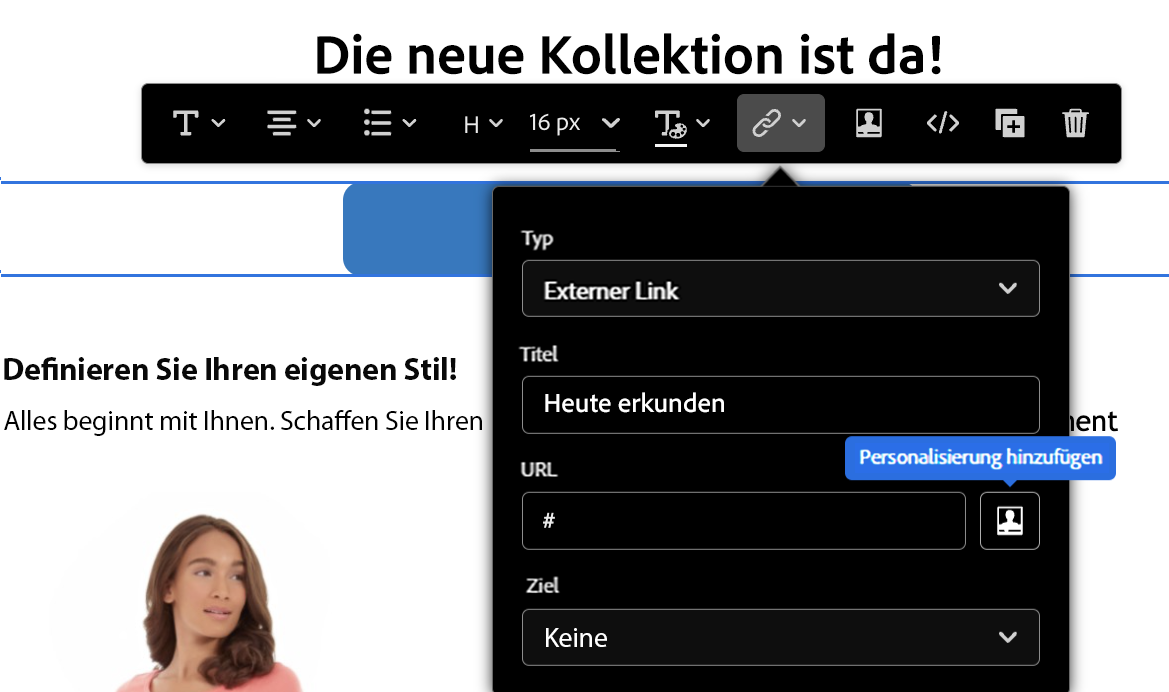 Die neue Kollektion ist da!
H
16 px
Typ
Externer Link
Titel
Heute erkunden
Definieren Sie Ihren eigenen Stil!
Alles beginnt mit Ihnen. Schaffen Sie Ihren
Personalisierung hinzufügen
URL
#
Ziel
Keine